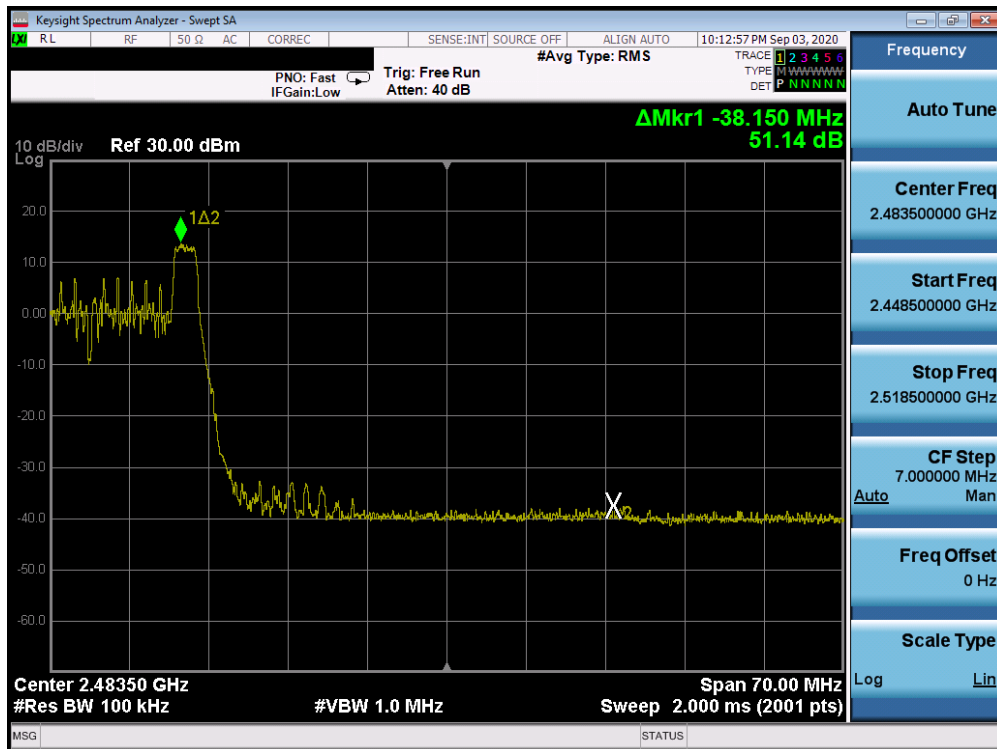 Keysight Spectrum Analyzer - Swept SA
LXI RL RF 50 Ω AC CORREC SENSE:INT SOURCE OFF ALIGN AUTO 10:12:57 PM Sep 03, 2020
PNO: Fast
IFGain:Low
Trig: Free Run
Atten: 40 dB
#Avg Type: RMS
TRACE 1 2 3 4 5 6
TYPE M WWWWW
DET P N N N N N
Frequency
ΔMkr1 -38.150 MHz
51.14 dB
10 dB/div
Log
Ref 30.00 dBm
20.0
10.0
0.00
-10.0
-20.0
-30.0
-40.0
-50.0
-60.0
1Δ2
X2
Center 2.48350 GHz
Span 70.00 MHz
#Res BW 100 kHz
#VBW 1.0 MHz
Sweep 2.000 ms (2001 pts)
Auto Tune
Center Freq
2.483500000 GHz
Start Freq
2.448500000 GHz
Stop Freq
2.518500000 GHz
CF Step
7.000000 MHz
Auto Man
Freq Offset
0 Hz
Scale Type
Log Lin
MSG STATUS